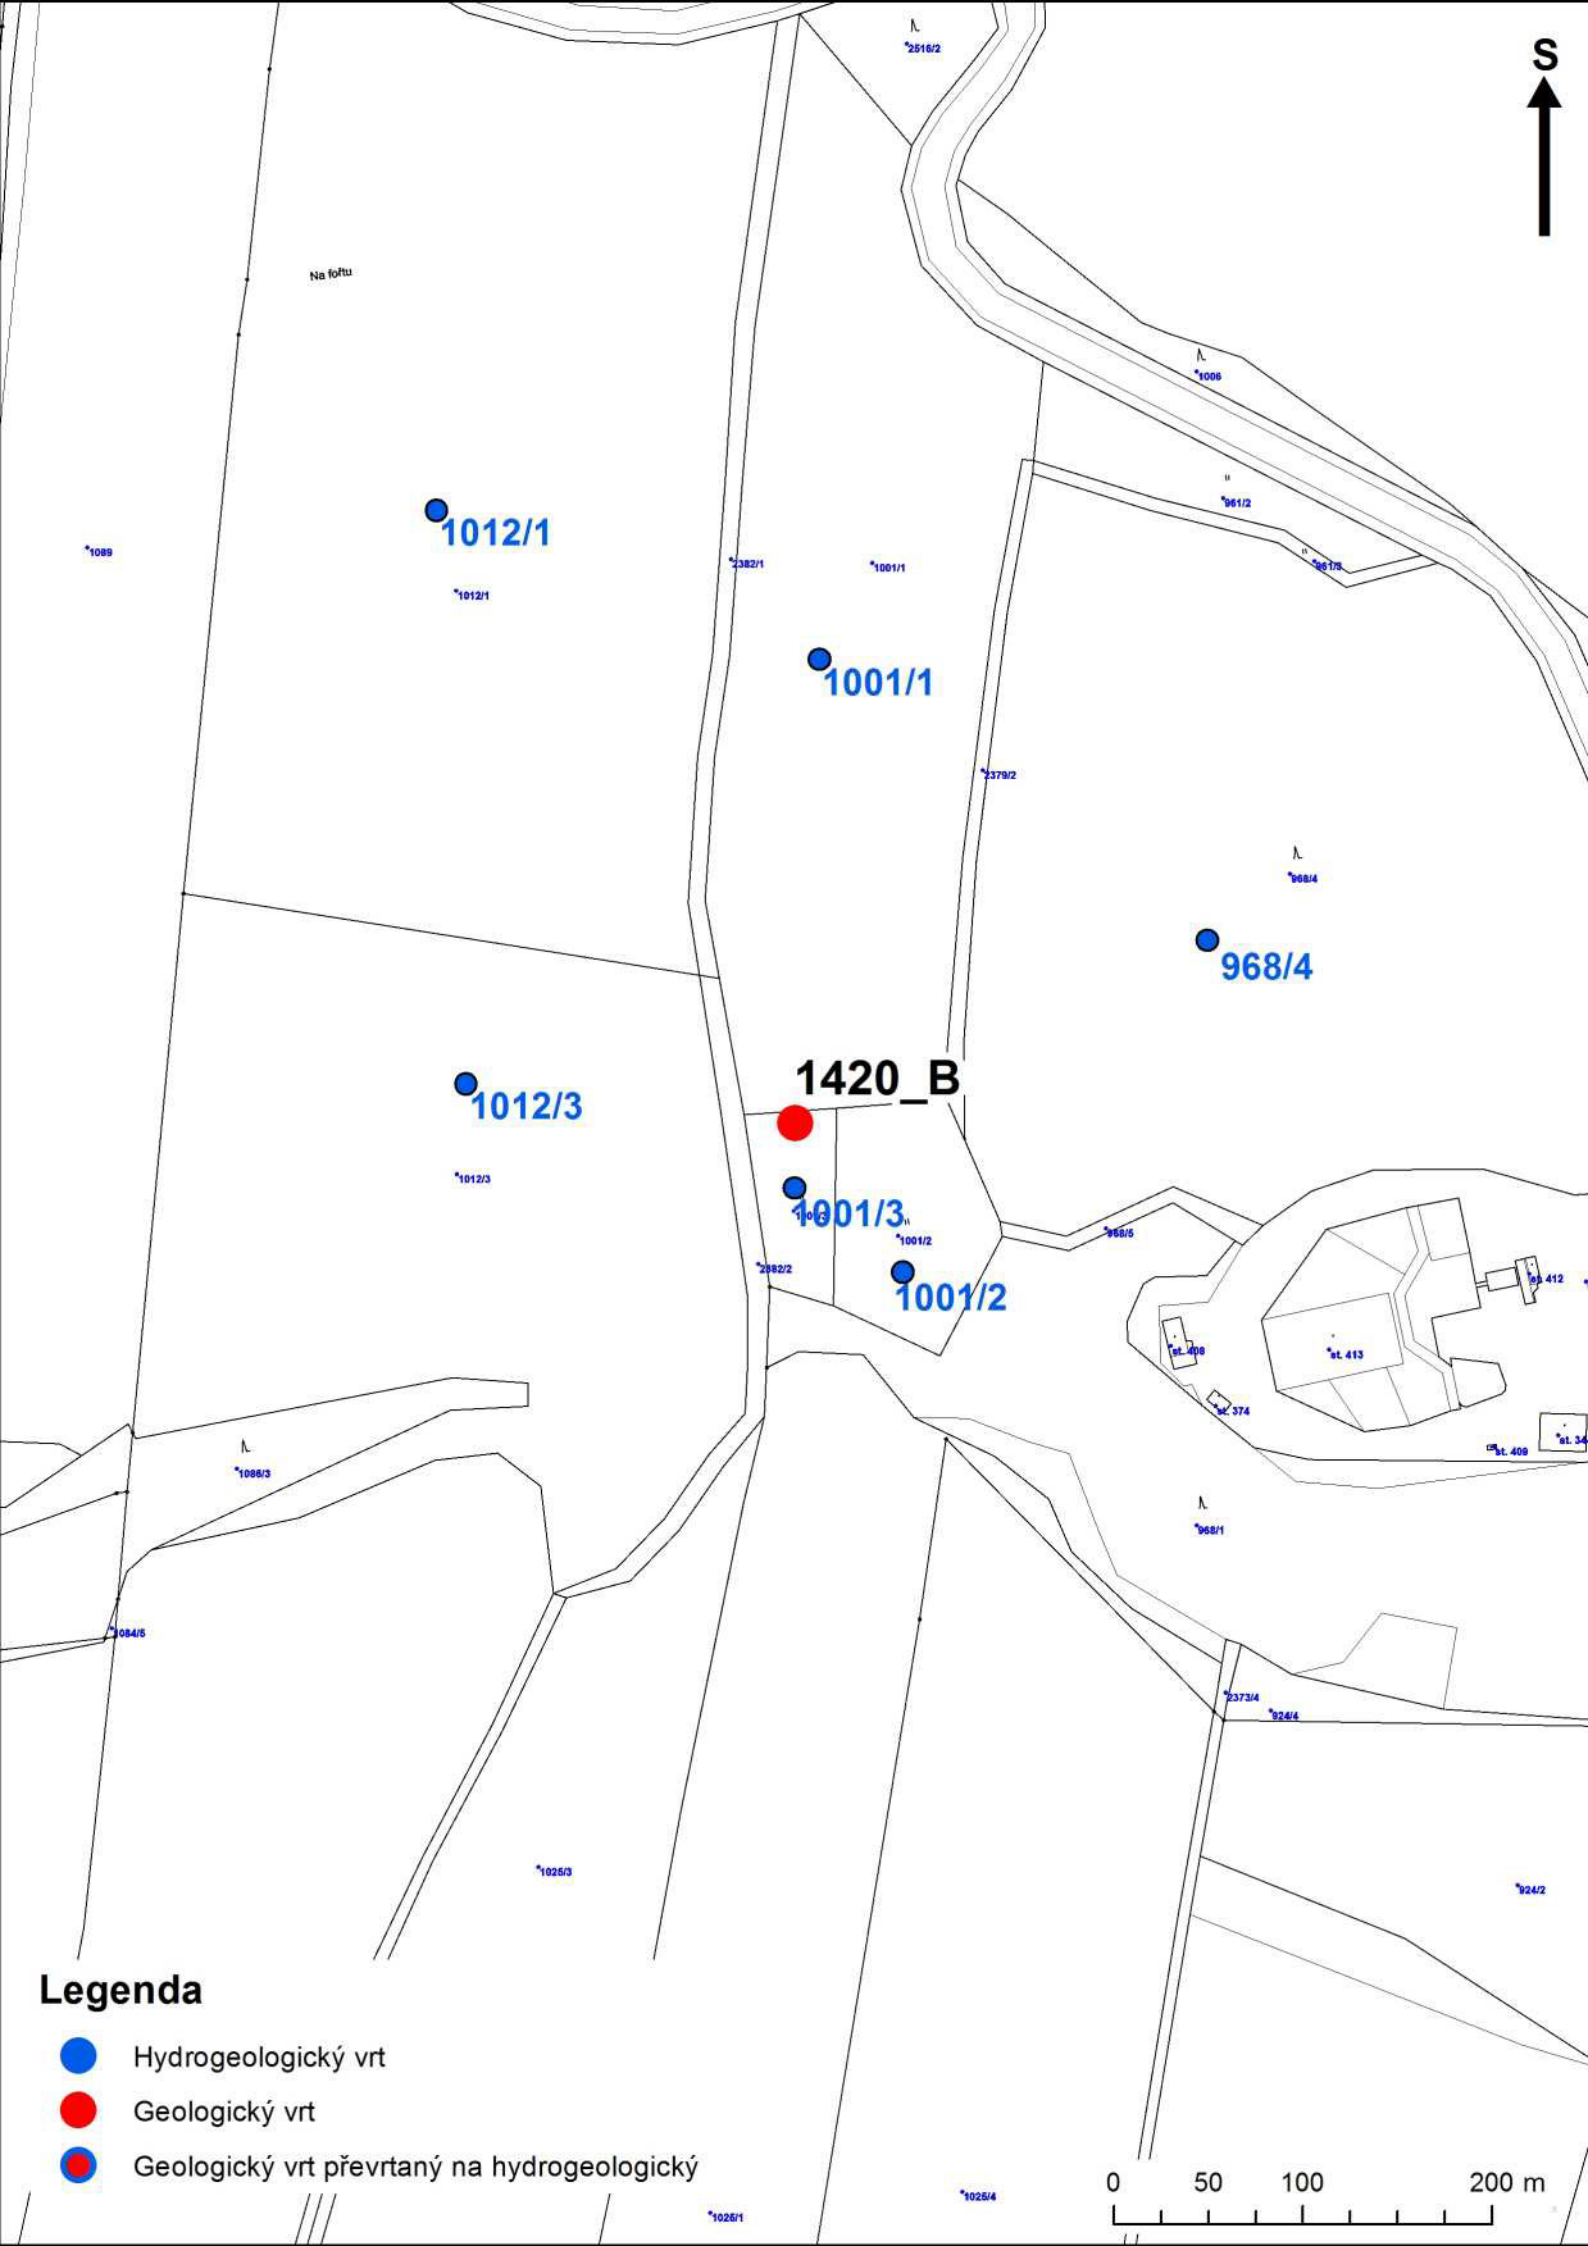 2516/2
S
Na fořtu
1006
961/2
1012/1
1089
2382/1
1001/1
961/3
1012/1
1001/1
2379/2
968/4
968/4
1420_B
1012/3
1012/3
1001/3
968/5
1001/2
2382/2
1001/2
st. 408
st. 413
st. 374
st. 409
1086/3
968/1
1084/5
2373/4
924/4
1025/3
924/2
Legenda
Hydrogeologický vrt
Geologický vrt
Geologický vrt převrtaný na hydrogeologický
0 50 100 200 m
1025/4
1025/1